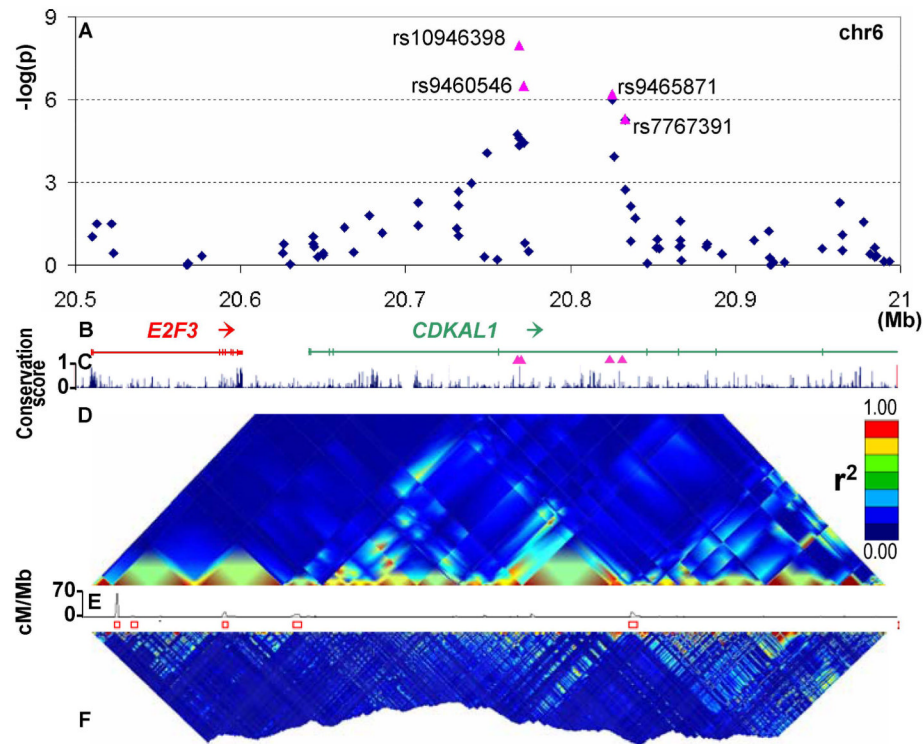 A
chr6
-log(p)
9
6
3
0
rs10946398
rs9460546
rs9465871
rs7767391
20.5
20.6
20.7
20.8
20.9
21
(Mb)
B
E2F3 →
CDKAL1 →
C
1
0
Conservation
score
D
1.00
r²
0.00
cM/Mb
70
0
E
F